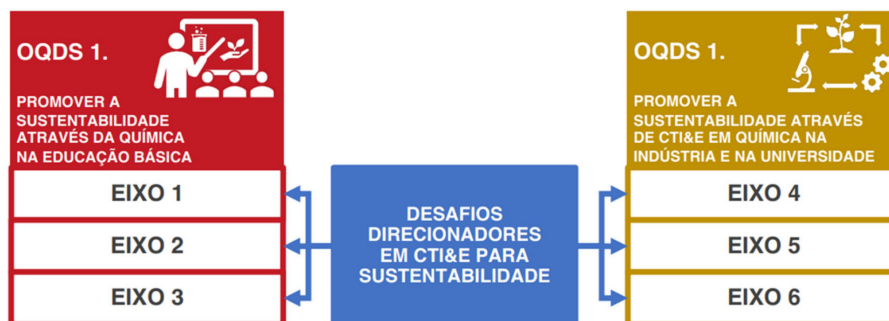 OQDS 1.
PROMOVER A
SUSTENTABILIDADE
ATRAVÉS DA QUÍMICA
NA EDUCAÇÃO BÁSICA
EIXO 1
EIXO 2
EIXO 3
DESAFIOS
DIRECIONADORES
EM CTI&E PARA
SUSTENTABILIDADE
OQDS 1.
PROMOVER A
SUSTENTABILIDADE ATRAVÉS
DE CTI&E EM QUÍMICA NA
INDÚSTRIA E NA UNIVERSIDADE
EIXO 4
EIXO 5
EIXO 6